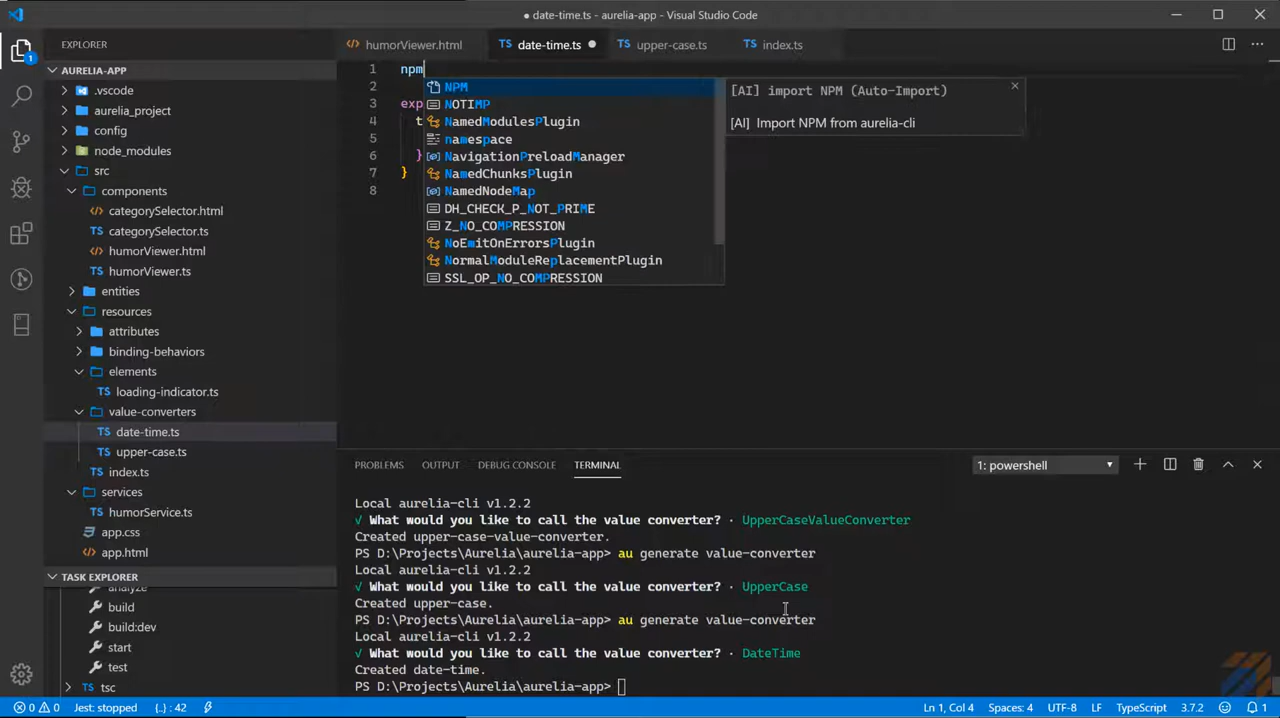 ● date-time.ts - aurelia-app - Visual Studio Code
EXPLORER
humorViewer.html
TS date-time.ts ●
TS upper-case.ts
TS index.ts
1
AURELIA-APP
.vscode
aurelia_project
config
node_modules
src
components
categorySelector.html
TS categorySelector.ts
humorViewer.html
TS humorViewer.ts
entities
resources
attributes
binding-behaviors
elements
TS loading-indicator.ts
value-converters
TS date-time.ts
TS upper-case.ts
TS index.ts
services
TS humorService.ts
app.css
app.html
TASK EXPLORER
analyze
build
build:dev
start
test
tsc
1 npm
2
3 exp
4 t
5
6 }
7 }
8
NPM
NOTIMP
NamedModulesPlugin
namespace
NavigationPreloadManager
NamedChunksPlugin
NamedNodeMap
DH_CHECK_P_NOT_PRIME
Z_NO_COMPRESSION
NoEmitOnErrorsPlugin
NormalModuleReplacementPlugin
SSL_OP_NO_COMPRESSION
[AI] import NPM (Auto-Import)
[AI] Import NPM from aurelia-cli
PROBLEMS OUTPUT DEBUG CONSOLE TERMINAL 1: powershell
Local aurelia-cli v1.2.2
√ What would you like to call the value converter? · UpperCaseValueConverter
Created upper-case-value-converter.
PS D:\Projects\Aurelia\aurelia-app> au generate value-converter
Local aurelia-cli v1.2.2
√ What would you like to call the value converter? · UpperCase
Created upper-case.
PS D:\Projects\Aurelia\aurelia-app> au generate value-converter
Local aurelia-cli v1.2.2
√ What would you like to call the value converter? · DateTime
Created date-time.
PS D:\Projects\Aurelia\aurelia-app>
0 0 Jest: stopped {..} : 42 Ln 1, Col 4 Spaces: 4 UTF-8 LF TypeScript 3.7.2 1